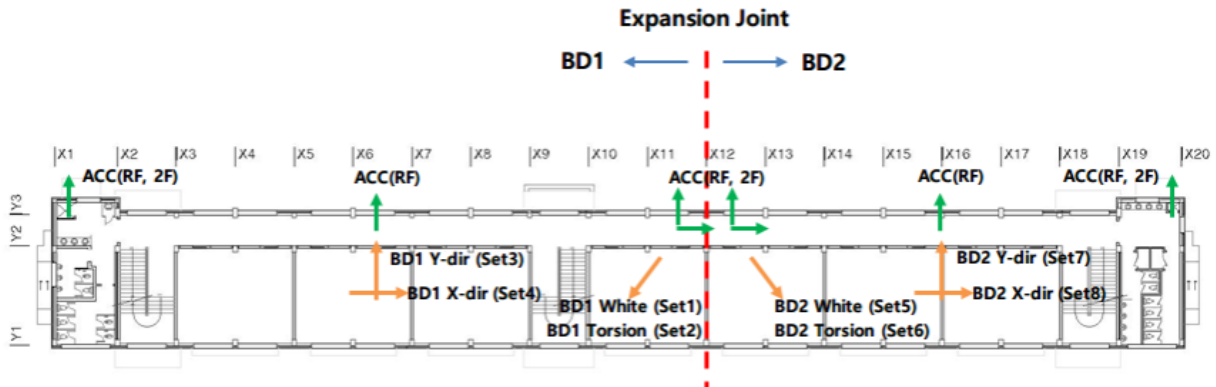 Expansion Joint
BD1
BD2
X1 X2 X3 X4 X5 X6 X7 X8 X9 X10 X11 X12 X13 X14 X15 X16 X17 X18 X19 X20
ACC(RF, 2F)
ACC(RF)
ACC(RF, 2F)
ACC(RF)
ACC(RF, 2F)
Y3
Y2
Y1
BD1 Y-dir (Set3)
BD1 X-dir (Set4)
BD1 White (Set1)
BD1 Torsion (Set2)
BD2 White (Set5)
BD2 Torsion (Set6)
BD2 Y-dir (Set7)
BD2 X-dir (Set8)